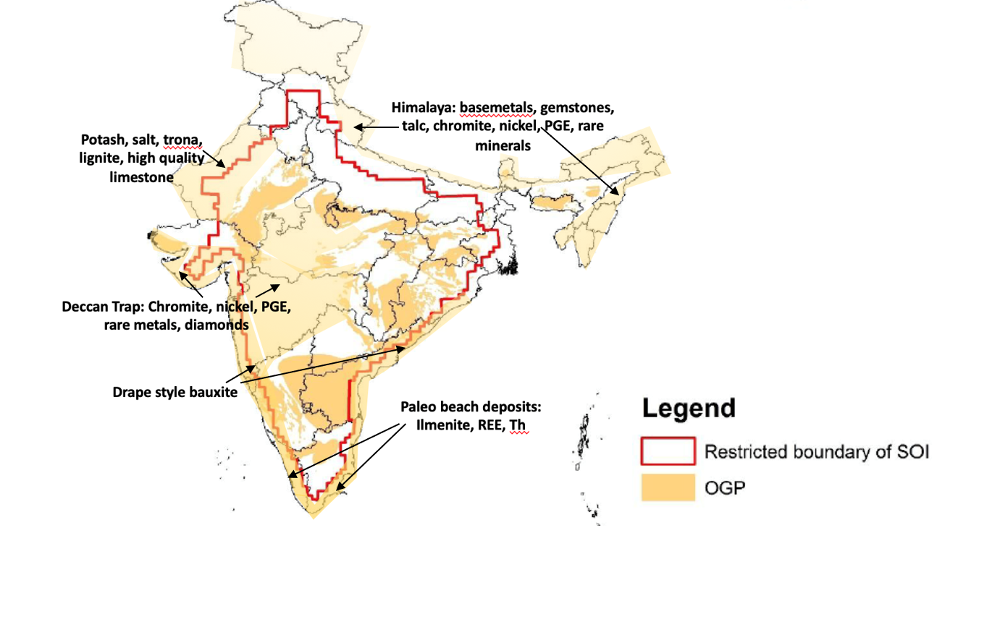 Himalaya: basemetals, gemstones,
talc, chromite, nickel, PGE, rare
minerals
Potash, salt, trona,
lignite, high quality
limestone
Deccan Trap: Chromite, nickel, PGE,
rare metals, diamonds
Drape style bauxite
Paleo beach deposits:
Ilmenite, REE, Th
Legend
Restricted boundary of SOI
OGP